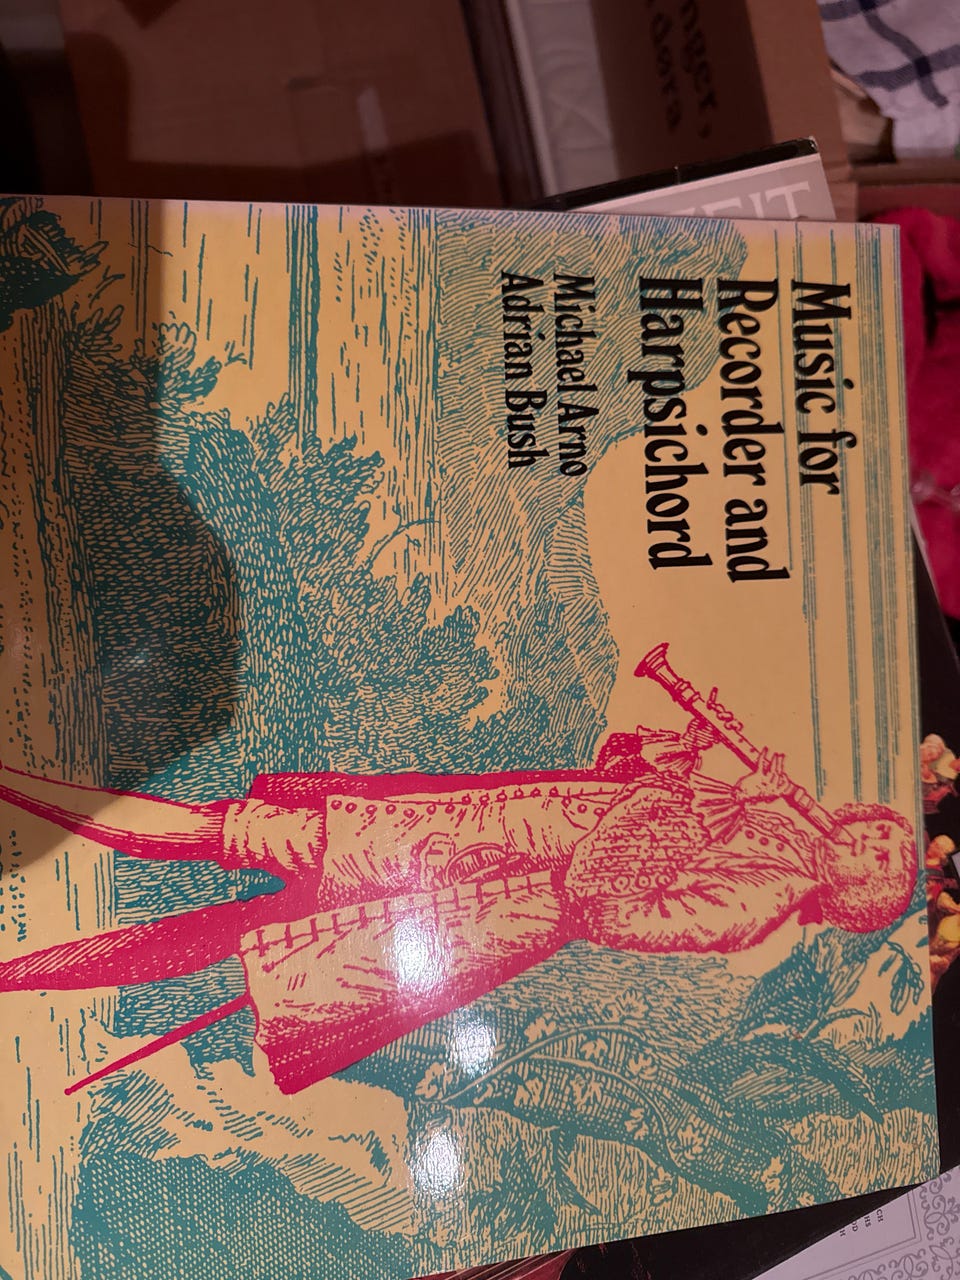 Music for
Recorder and
Harpsichord
Michael Arno
Adrian Bush